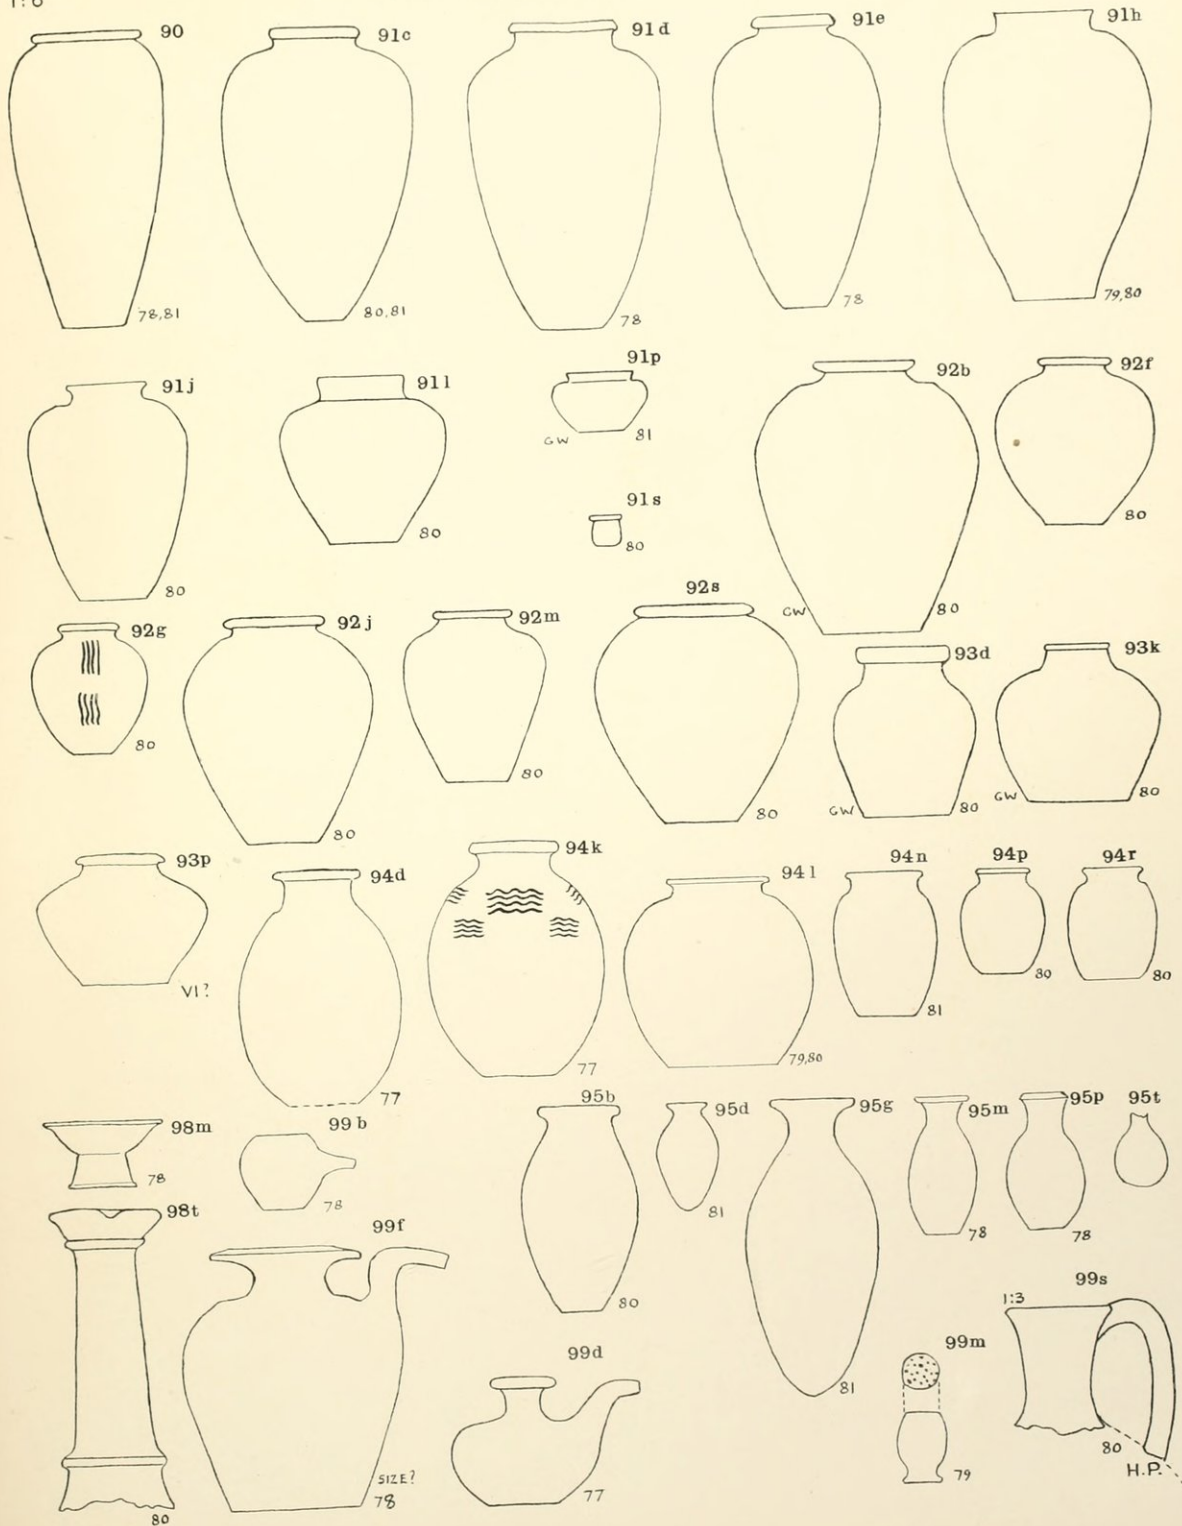 1:6
90
91c
91d
91e
91h
78,81
80,81
78
78
79,80
91j
91l
91p
92b
92f
GW
81
91s
80
80
80
80
GW
80
92g
92j
92m
92s
93d
93k
80
80
80
80
GW
80
GW
80
93p
94d
94k
94l
94n
94p
94r
VI?
77
77
79,80
81
80
80
98m
99b
95b
95d
95g
95m
95p
95t
78
78
81
78
78
98t
99f
80
81
99d
99m
99s
1:3
SIZE?
78
77
79
80
H.P.
80